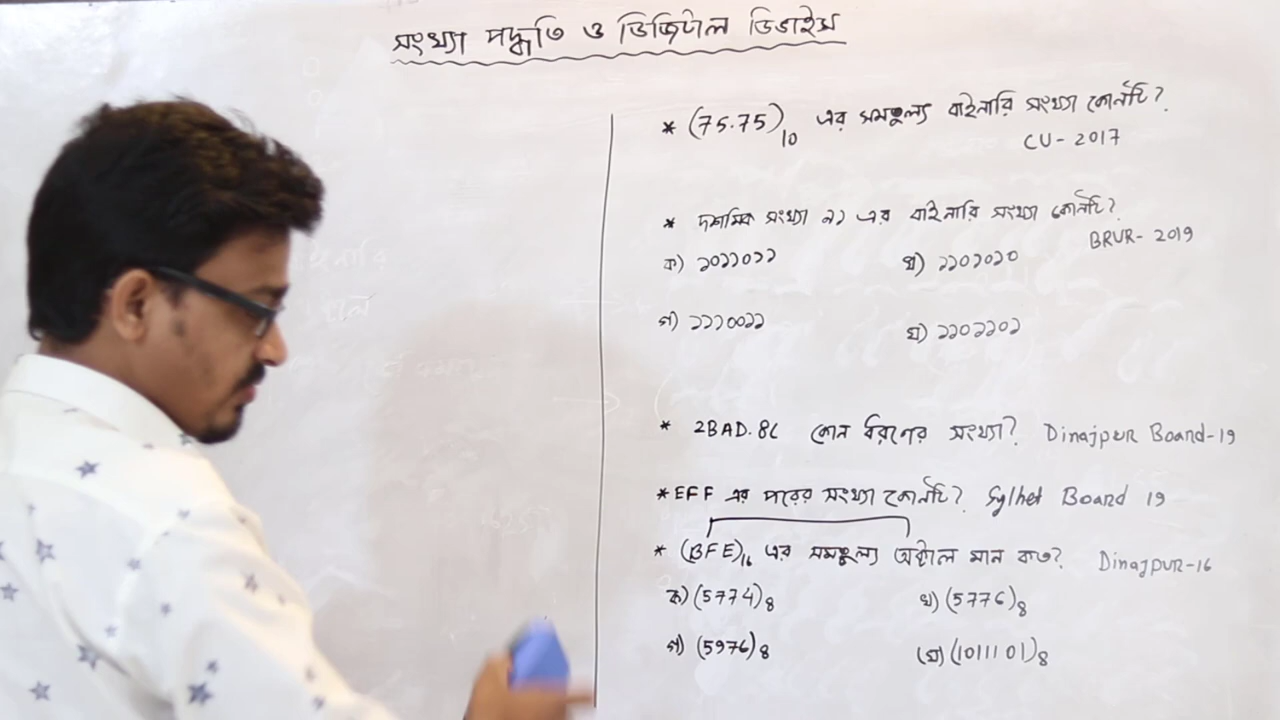 সংখ্যা পদ্ধতি ও ডিজিটাল ডিভাইস
* (75.75)10 এর সমতুল্য বাইনারি সংখ্যা কোনটি?
CU- 2017
* দশমিক সংখ্যা ৯১ এর বাইনারি সংখ্যা কোনটি?
BRUR- 2019
ক) ১০১১০১১ খ) ১১০১০১০
গ) ১১১০০১১ ঘ) ১১০১১০১
* 2BAD.8C কোন ধরণের সংখ্যা? Dinajpur Board-19
* EFF এর পরের সংখ্যা কোনটি? Sylhet Board 19
* (BFE)16 এর সমতুল্য অক্টাল মান কত? Dinajpur-16
ক) (5774)8 খ) (5776)8
গ) (5976)8 (ঘ) (1011101)8